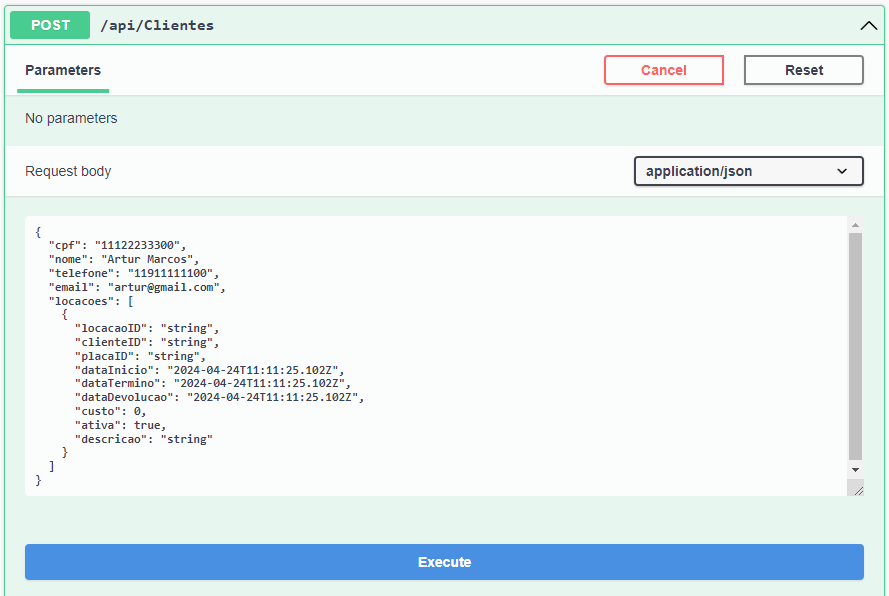 POST /api/Clientes
Parameters
Cancel
Reset
No parameters
Request body
application/json
{
"cpf": "11122233300",
"nome": "Artur Marcos",
"telefone": "11911111100",
"email": "artur@gmail.com",
"locacoes": [
{
"locacaoID": "string",
"clienteID": "string",
"placaID": "string",
"dataInicio": "2024-04-24T11:11:25.102Z",
"dataTermino": "2024-04-24T11:11:25.102Z",
"dataDevolucao": "2024-04-24T11:11:25.102Z",
"custo": 0,
"ativa": true,
"descricao": "string"
}
]
}
Execute